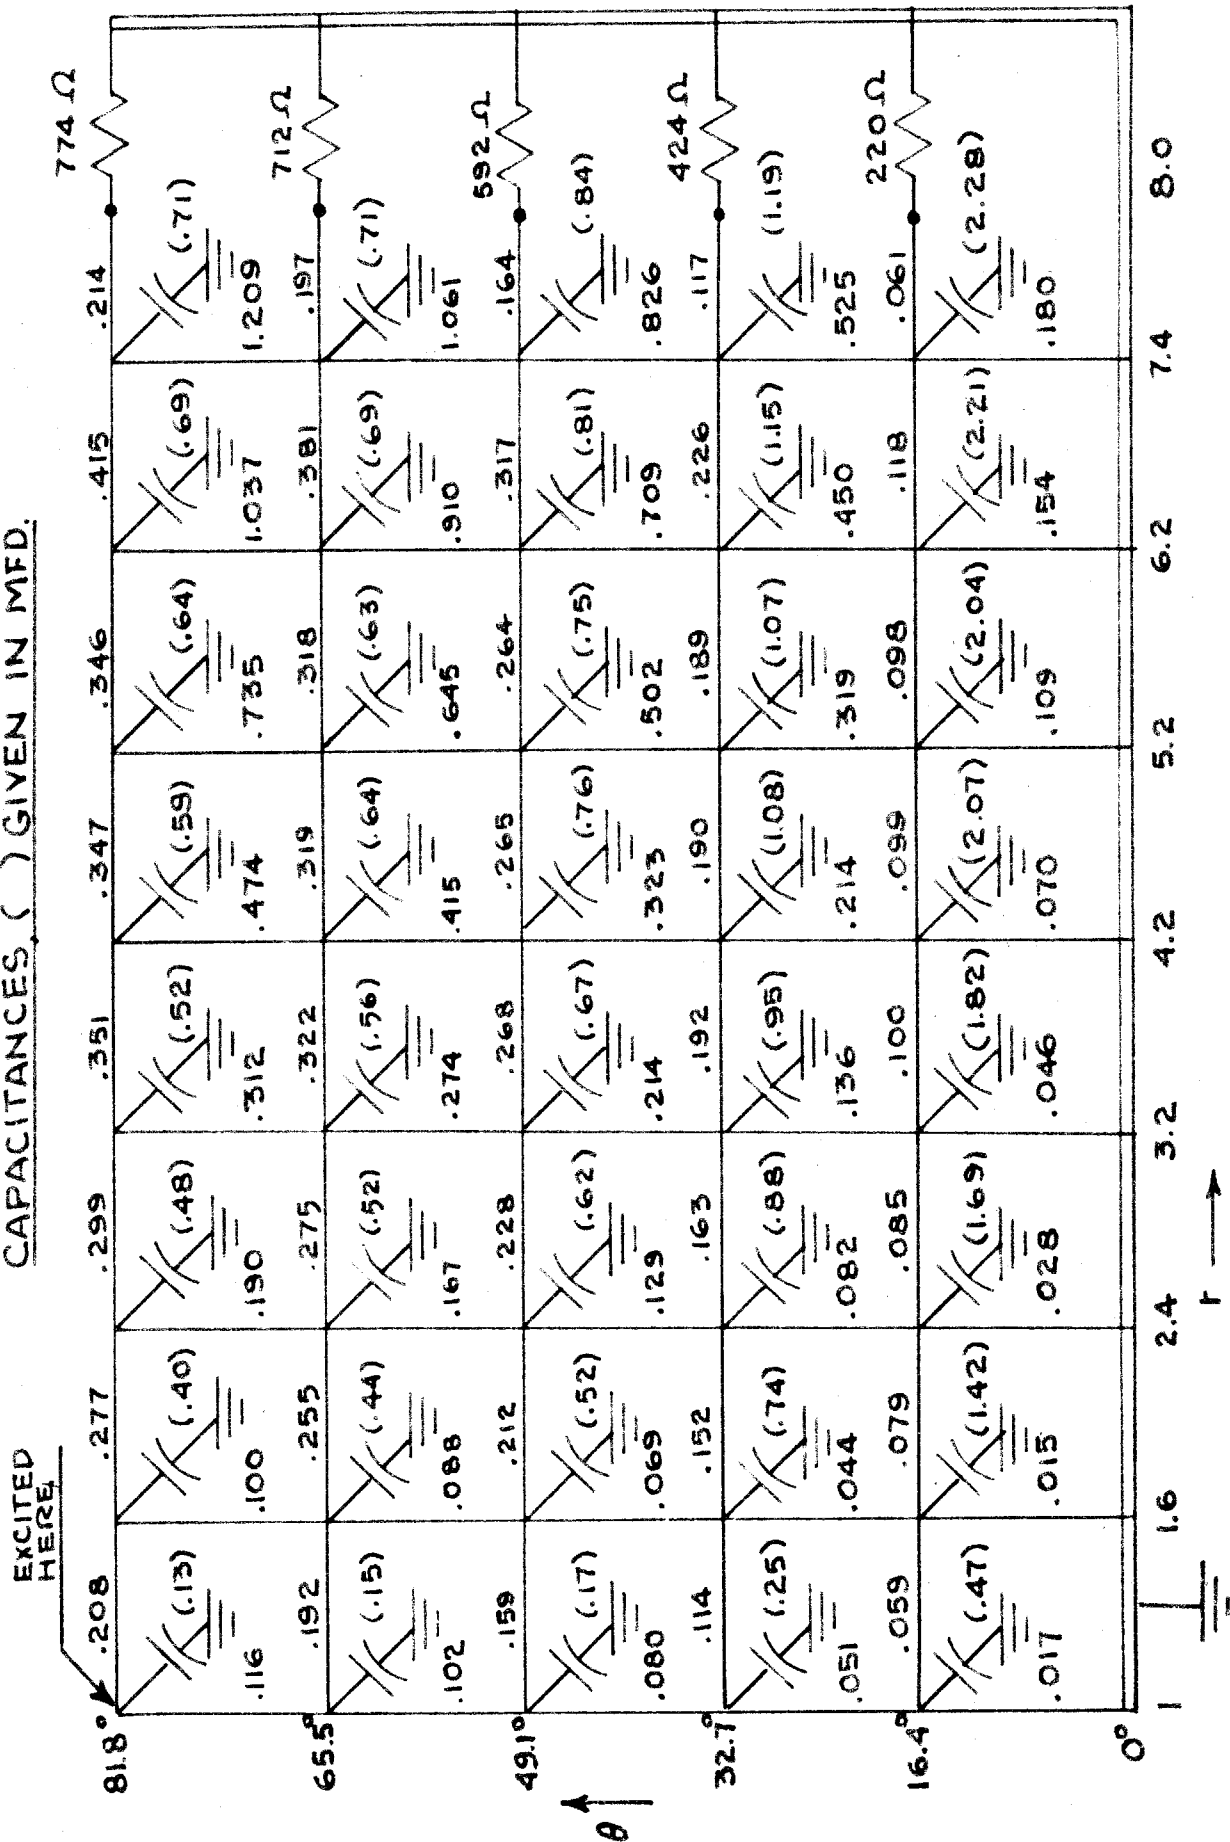 CAPACITANCES, ( ) GIVEN IN MFD.
EXCITED
HERE
.208 .277 .299 .351 .347 .346 .415 .214 774 Ω
81.8°
(.13) (.40) (.48) (.52) (.59) (.64) (.69) (.71)
.116 .100 .190 .312 .474 .735 1.037 1.209
.192 .255 .275 .322 .319 .318 .381 .197 712 Ω
65.5°
(.15) (.44) (.52) (.56) (.64) (.63) (.69) (.71)
.102 .088 .167 .274 .415 .645 .910 1.061
.159 .212 .228 .268 .265 .264 .317 .164 592 Ω
49.1°
(.17) (.52) (.62) (.67) (.76) (.75) (.81) (.84)
.080 .069 .129 .214 .323 .502 .709 .826
.114 .152 .163 .192 .190 .189 .226 .117 424 Ω
32.7°
(.25) (.74) (.88) (.95) (1.08) (1.07) (1.15) (1.19)
.051 .044 .082 .136 .214 .319 .450 .525
.059 .079 .085 .100 .099 .098 .118 .061 220 Ω
16.4°
(.47) (1.42) (1.69) (1.82) (2.07) (2.04) (2.21) (2.28)
.017 .015 .028 .046 .070 .109 .154 .180
0°
1 1.6 2.4 3.2 4.2 5.2 6.2 7.4 8.0
θ
r